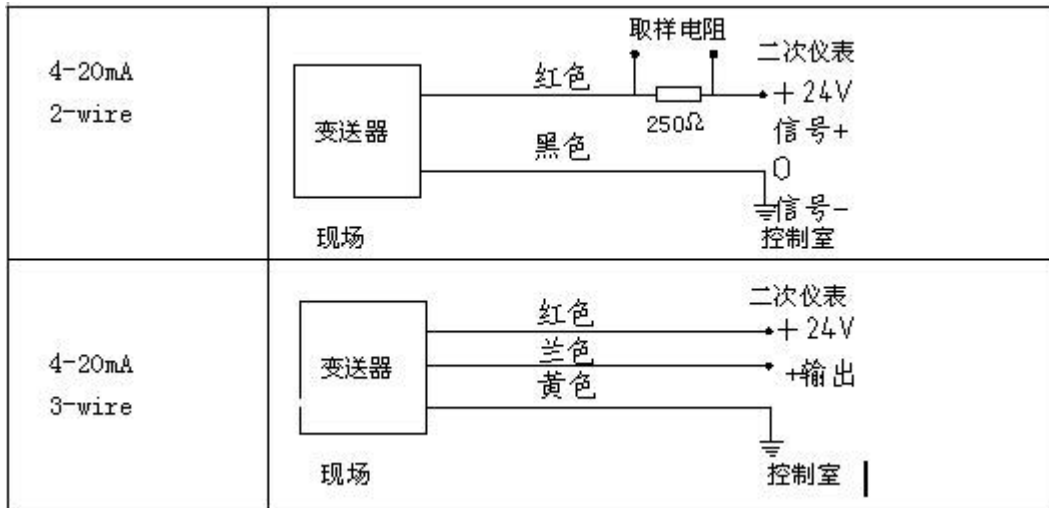 4-20mA
2-wire
取样电阻
二次仪表
红色
+24V
250Ω
信号+
变送器
黑色
0
信号-
现场
控制室
4-20mA
3-wire
二次仪表
红色
+24V
兰色
变送器
+输出
黄色
现场
控制室